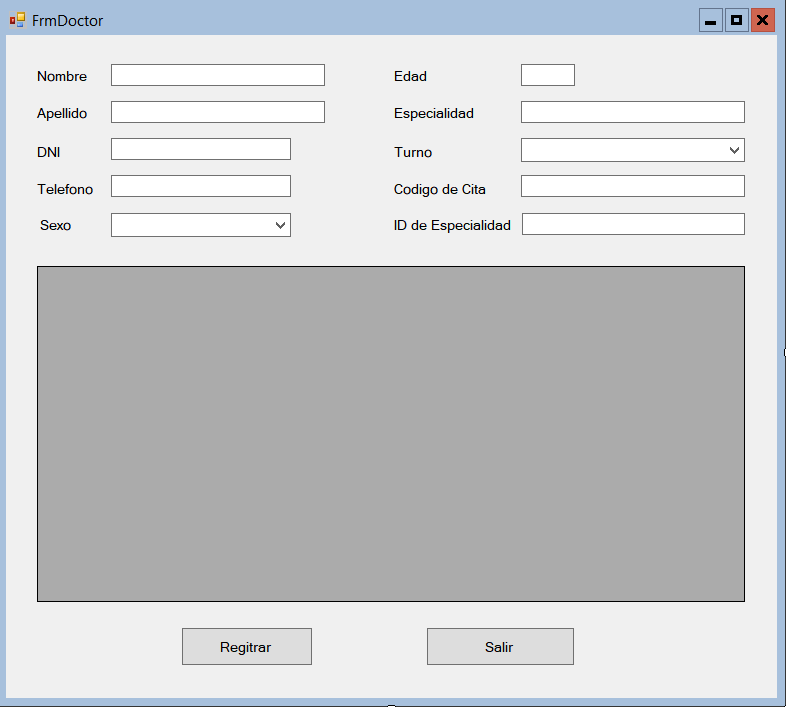 FrmDoctor
Nombre Edad
Apellido Especialidad
DNI Turno
Telefono Codigo de Cita
Sexo ID de Especialidad
Regitrar Salir